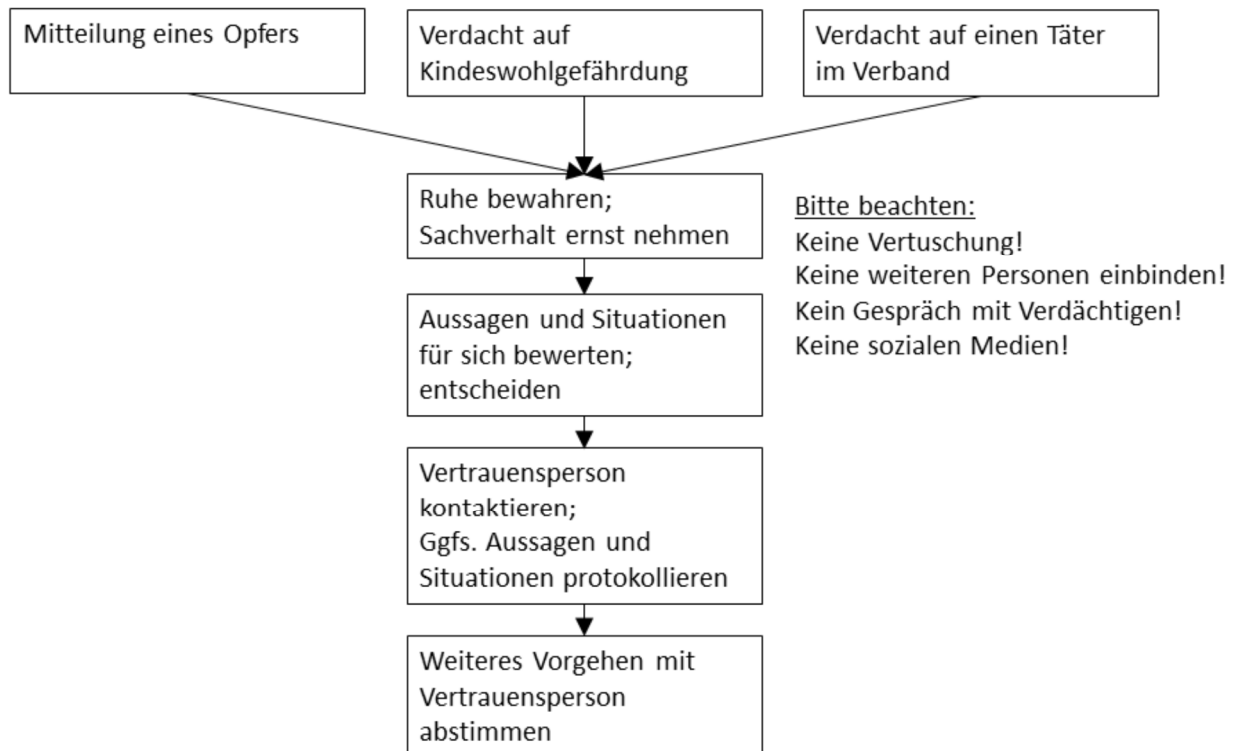 Mitteilung eines Opfers
Verdacht auf
Kindeswohlgefährdung
Verdacht auf einen Täter
im Verband
Ruhe bewahren;
Sachverhalt ernst nehmen
Bitte beachten:
Keine Vertuschung!
Keine weiteren Personen einbinden!
Kein Gespräch mit Verdächtigen!
Keine sozialen Medien!
Aussagen und Situationen
für sich bewerten;
entscheiden
Vertrauensperson
kontaktieren;
Ggfs. Aussagen und
Situationen protokollieren
Weiteres Vorgehen mit
Vertrauensperson
abstimmen